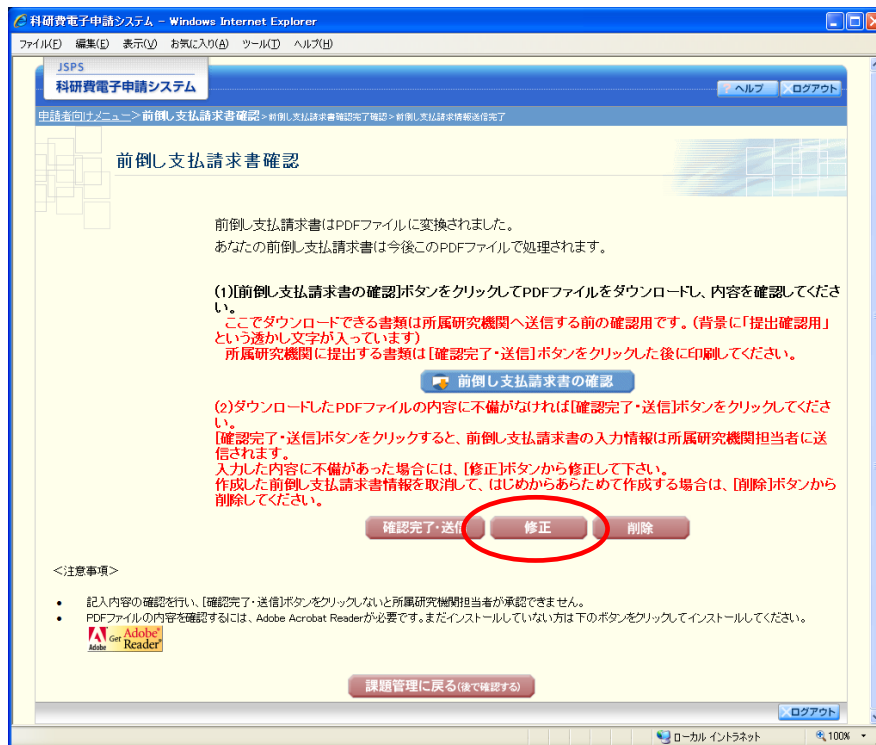 科研費電子申請システム - Windows Internet Explorer
ファイル(F) 編集(E) 表示(V) お気に入り(A) ツール(T) ヘルプ(H)
JSPS
科研費電子申請システム
ヘルプ ログアウト
申請者向けメニュー>前倒し支払請求書確認>前倒し支払請求書確認完了確認>前倒し支払請求情報送信完了
前倒し支払請求書確認
前倒し支払請求書はPDFファイルに変換されました。
あなたの前倒し支払請求書は今後このPDFファイルで処理されます。
(1)[前倒し支払請求書の確認]ボタンをクリックしてPDFファイルをダウンロードし、内容を確認してくださ
い。
ここでダウンロードできる書類は所属研究機関へ送信する前の確認用です。(背景に「提出確認用」
という透かし文字が入っています)
所属研究機関に提出する書類は[確認完了・送信]ボタンをクリックした後に印刷してください。
前倒し支払請求書の確認
(2)ダウンロードしたPDFファイルの内容に不備がなければ[確認完了・送信]ボタンをクリックしてくださ
い。
[確認完了・送信]ボタンをクリックすると、前倒し支払請求書の入力情報は所属研究機関担当者に送
信されます。
入力した内容に不備があった場合には、[修正]ボタンから修正して下さい。
作成した前倒し支払請求書情報を取消して、はじめからあらためて作成する場合は、[削除]ボタンから
削除してください。
確認完了・送信 修正 削除
<注意事項>
• 記入内容の確認を行い、[確認完了・送信]ボタンをクリックしないと所属研究機関担当者が承認できません。
• PDFファイルの内容を確認するには、Adobe Acrobat Readerが必要です。まだインストールしていない方は下のボタンをクリックしてインストールしてください。
Adobe Get Adobe® Reader®
課題管理に戻る(後で確認する)
ログアウト
ローカル イントラネット 100%